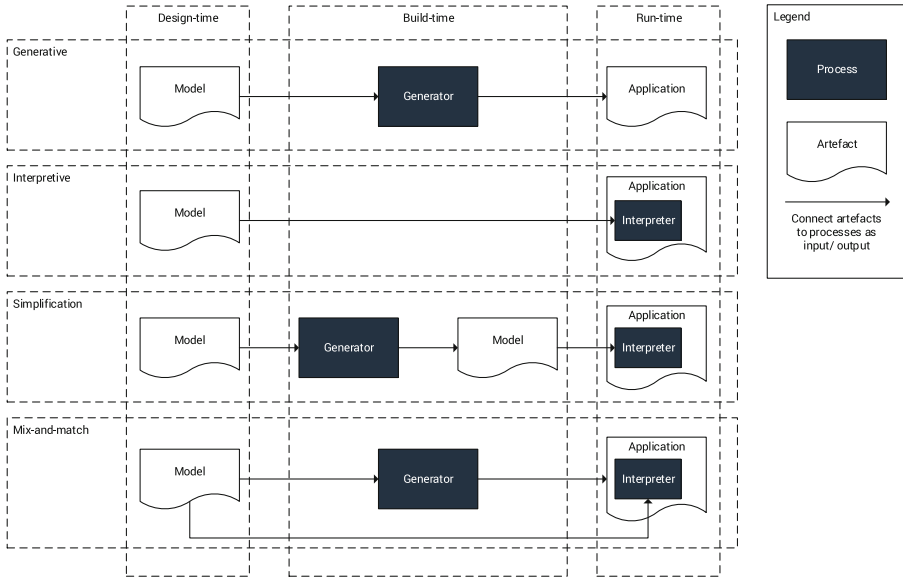 Design-time
Build-time
Run-time
Legend
Generative
Model
Generator
Application
Process
Interpretive
Model
Application
Interpreter
Artefact
Connect artefacts
to processes as
input/ output
Simplification
Model
Generator
Model
Application
Interpreter
Mix-and-match
Model
Generator
Application
Interpreter